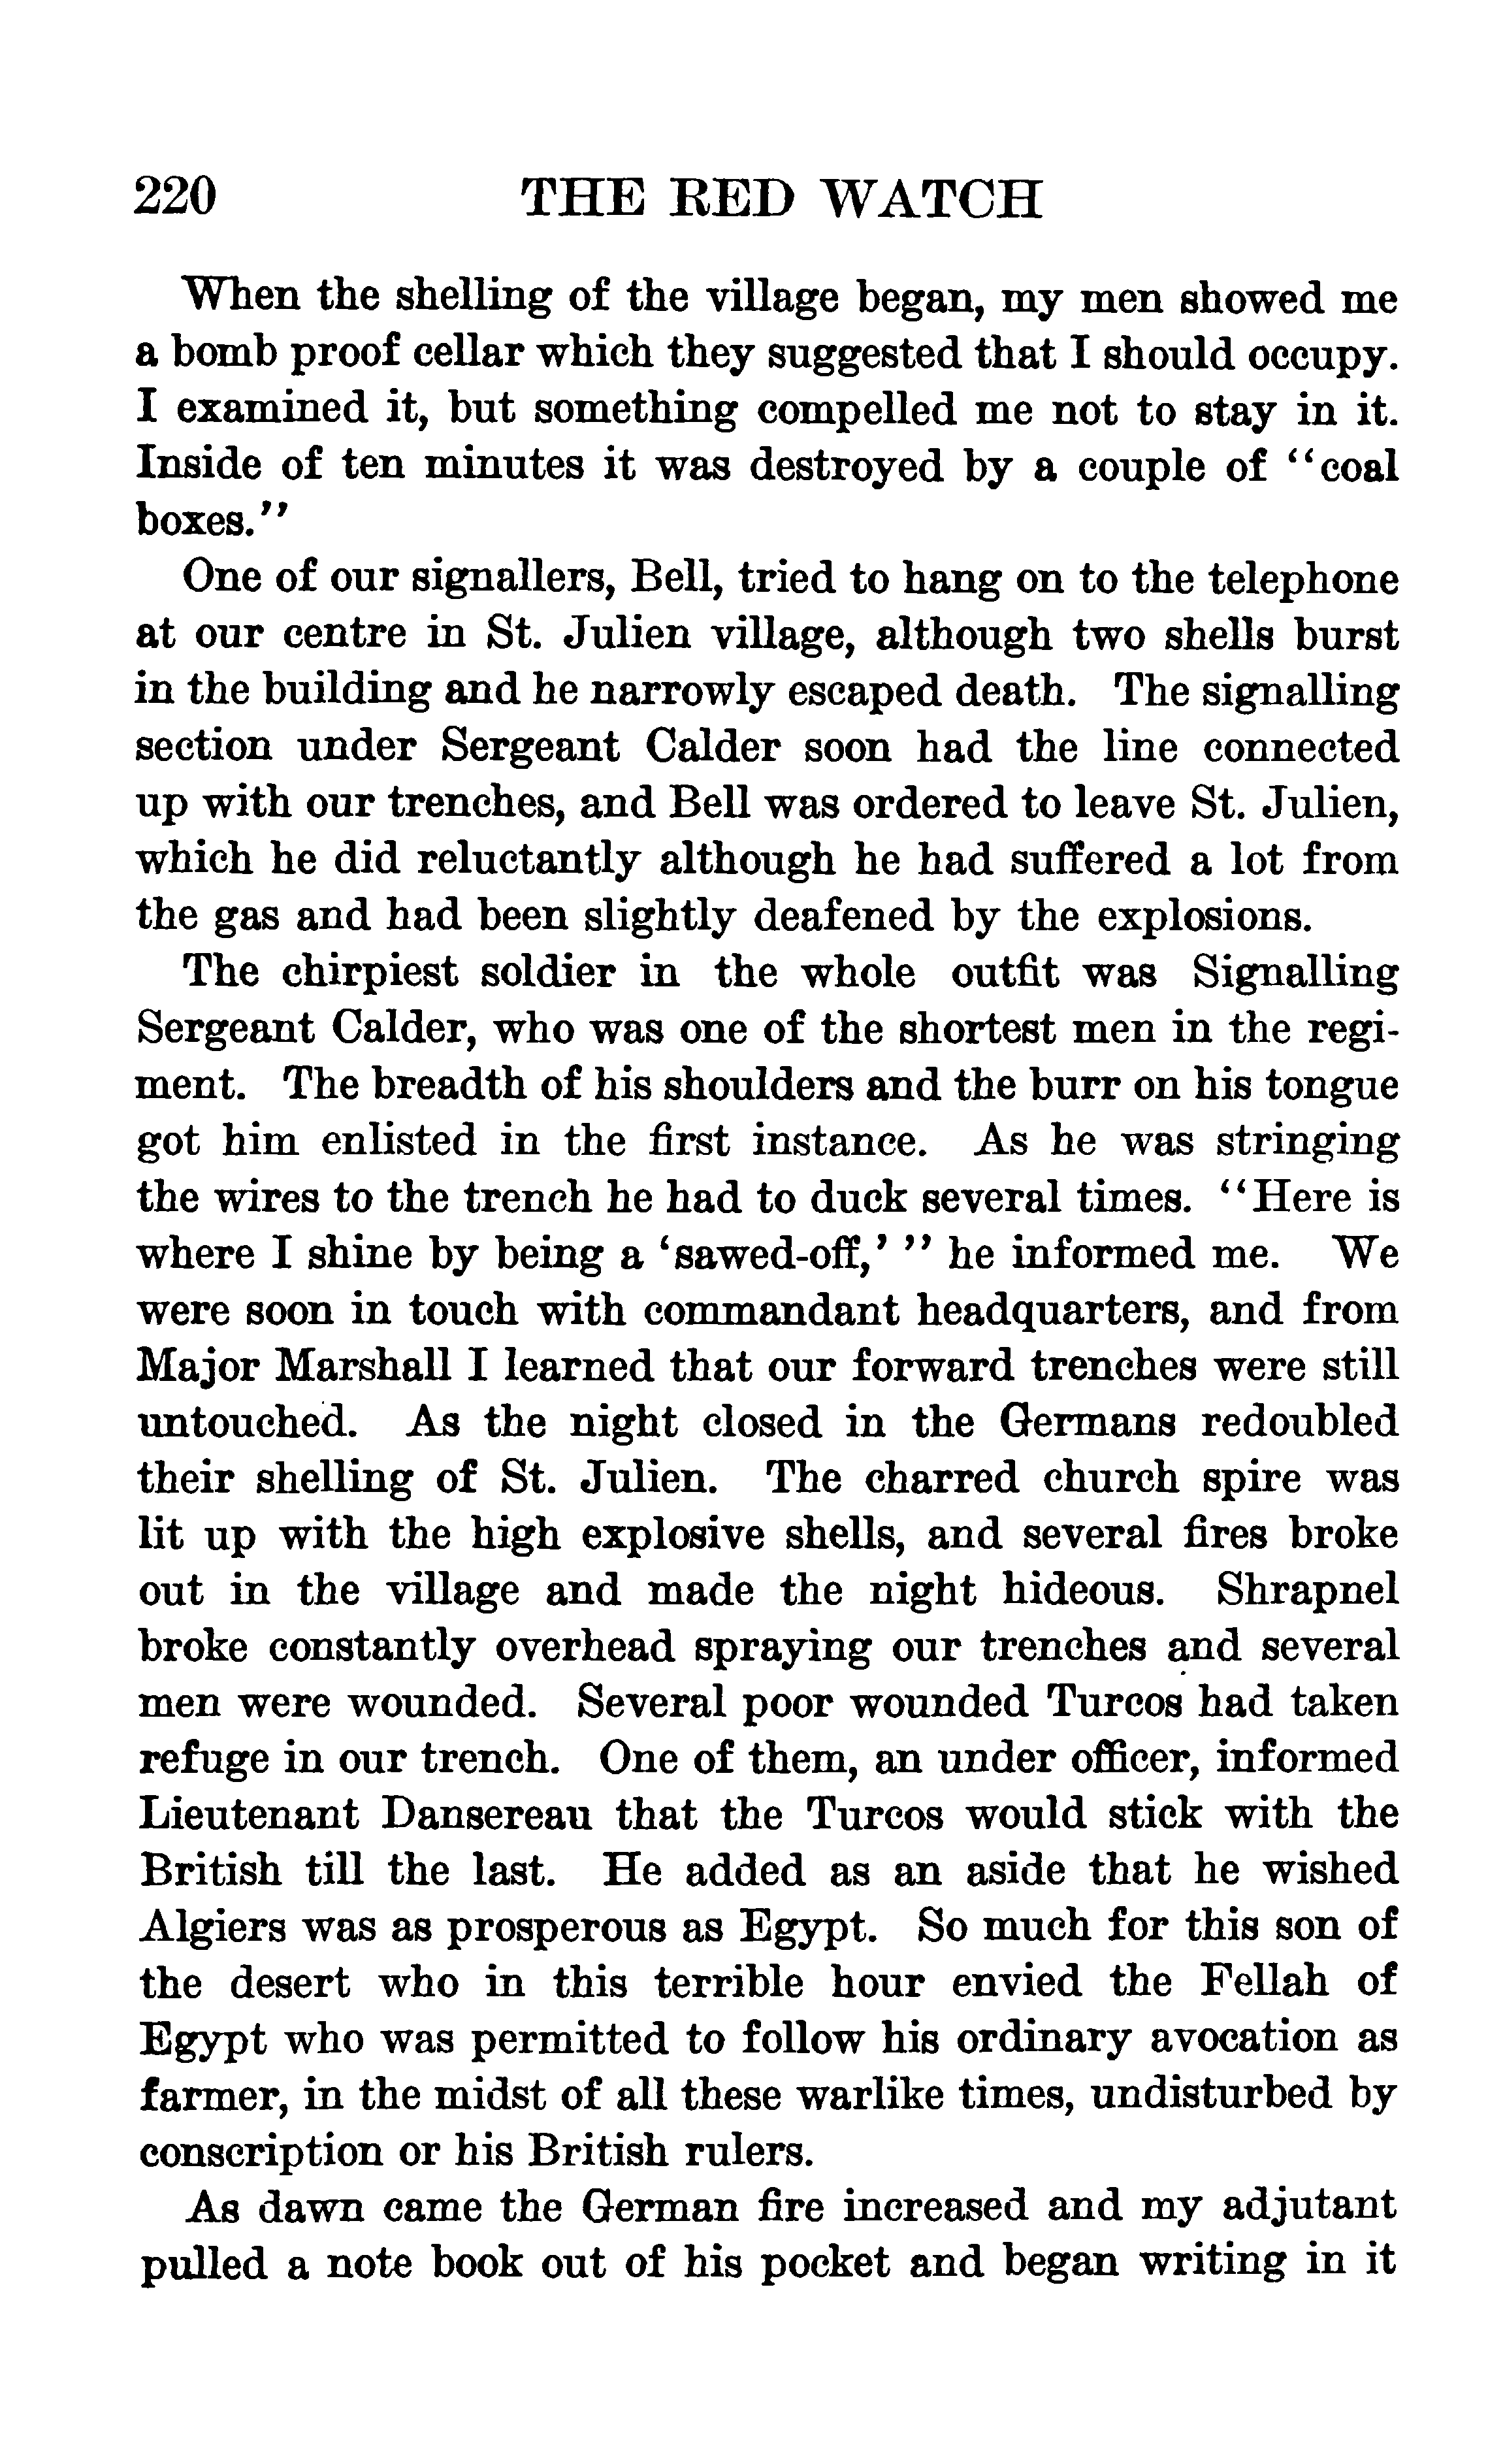 220 THE RED WATCH
When the shelling of the village began, my men showed me
a bomb proof cellar which they suggested that I should occupy.
I examined it, but something compelled me not to stay in it.
Inside of ten minutes it was destroyed by a couple of "coal
boxes."
One of our signallers, Bell, tried to hang on to the telephone
at our centre in St. Julien village, although two shells burst
in the building and he narrowly escaped death. The signalling
section under Sergeant Calder soon had the line connected
up with our trenches, and Bell was ordered to leave St. Julien,
which he did reluctantly although he had suffered a lot from
the gas and had been slightly deafened by the explosions.
The chirpiest soldier in the whole outfit was Signalling
Sergeant Calder, who was one of the shortest men in the regi-
ment. The breadth of his shoulders and the burr on his tongue
got him enlisted in the first instance. As he was stringing
the wires to the trench he had to duck several times. "Here is
where I shine by being a 'sawed-off,' " he informed me. We
were soon in touch with commandant headquarters, and from
Major Marshall I learned that our forward trenches were still
untouched. As the night closed in the Germans redoubled
their shelling of St. Julien. The charred church spire was
lit up with the high explosive shells, and several fires broke
out in the village and made the night hideous. Shrapnel
broke constantly overhead spraying our trenches and several
men were wounded. Several poor wounded Turcos had taken
refuge in our trench. One of them, an under officer, informed
Lieutenant Dansereau that the Turcos would stick with the
British till the last. He added as an aside that he wished
Algiers was as prosperous as Egypt. So much for this son of
the desert who in this terrible hour envied the Fellah of
Egypt who was permitted to follow his ordinary avocation as
farmer, in the midst of all these warlike times, undisturbed by
conscription or his British rulers.
As dawn came the German fire increased and my adjutant
pulled a note book out of his pocket and began writing in it